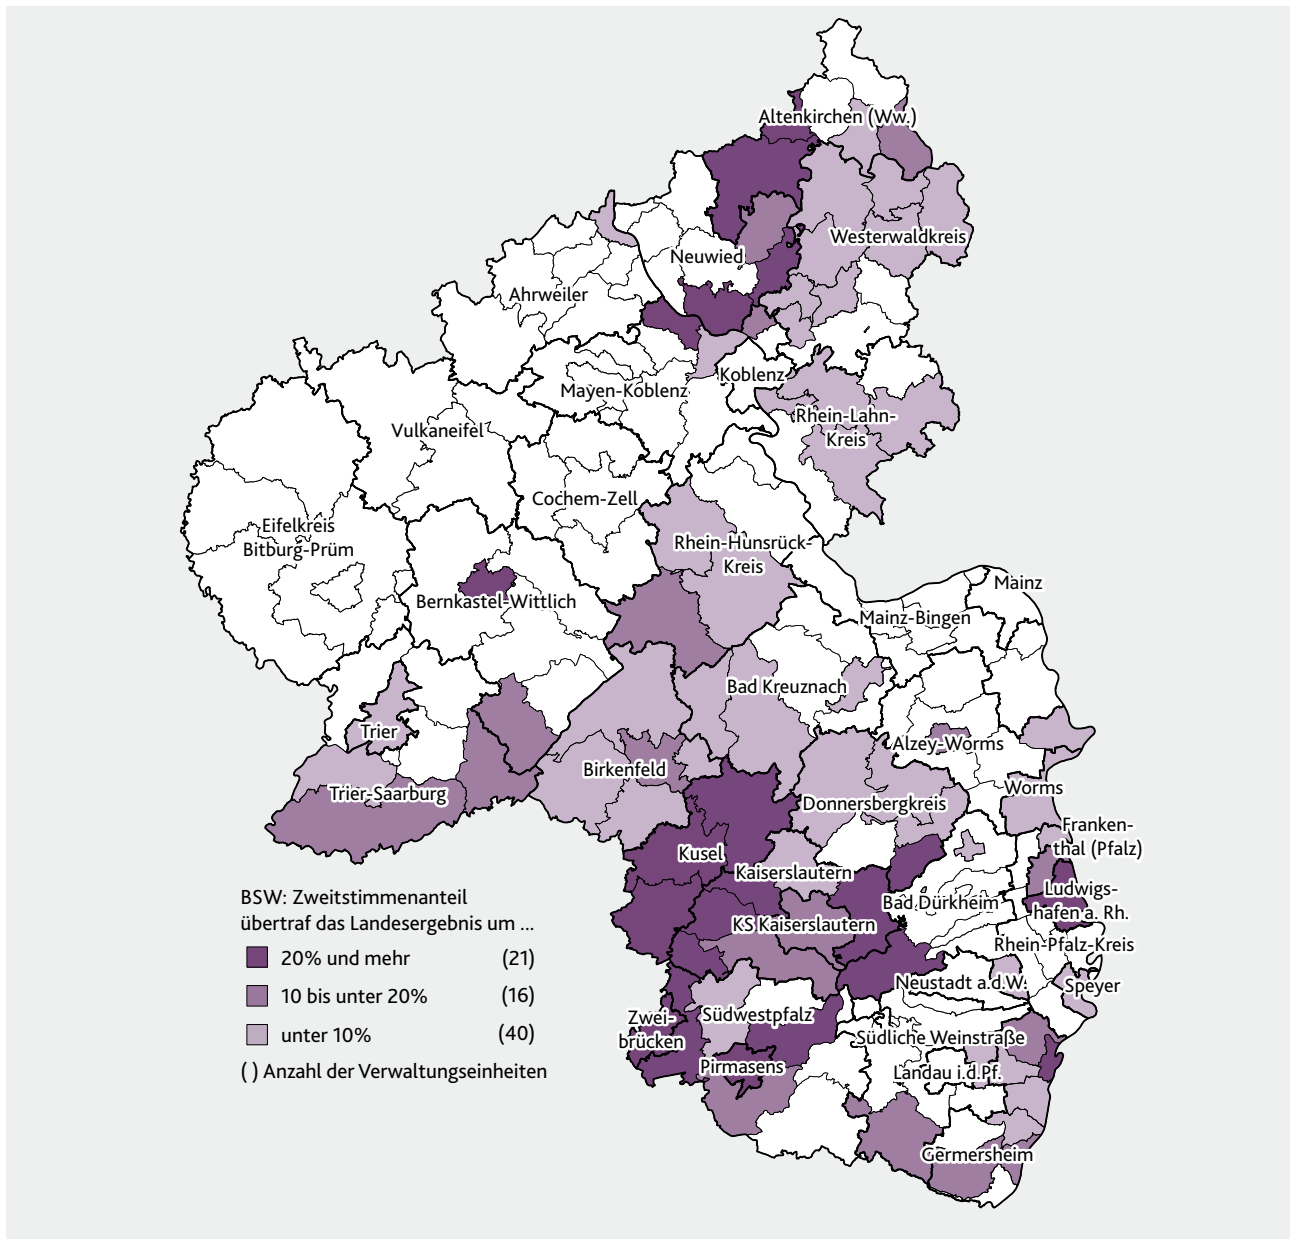 Altenkirchen (Ww.)
Westerwaldkreis
Neuwied
Ahrweiler
Koblenz
Mayen-Koblenz
Rhein-Lahn-
Kreis
Vulkaneifel
Cochem-Zell
Eifelkreis
Bitburg-Prüm
Rhein-Hunsrück-
Kreis
Mainz
Bernkastel-Wittlich
Mainz-Bingen
Bad Kreuznach
Trier
Alzey-Worms
Birkenfeld
Trier-Saarburg
Worms
Donnersbergkreis
Franken-
thal (Pfalz)
Kusel
Kaiserslautern
Ludwigs-
hafen a. Rh.
Bad Dürkheim
KS Kaiserslautern
Rhein-Pfalz-Kreis
Neustadt a.d.W.
Speyer
Zwei-
brücken
Südwestpfalz
Südliche Weinstraße
Pirmasens
Landau i.d.Pf.
Germersheim
BSW: Zweitstimmenanteil
übertraf das Landesergebnis um ...
20% und mehr (21)
10 bis unter 20% (16)
unter 10% (40)
( ) Anzahl der Verwaltungseinheiten